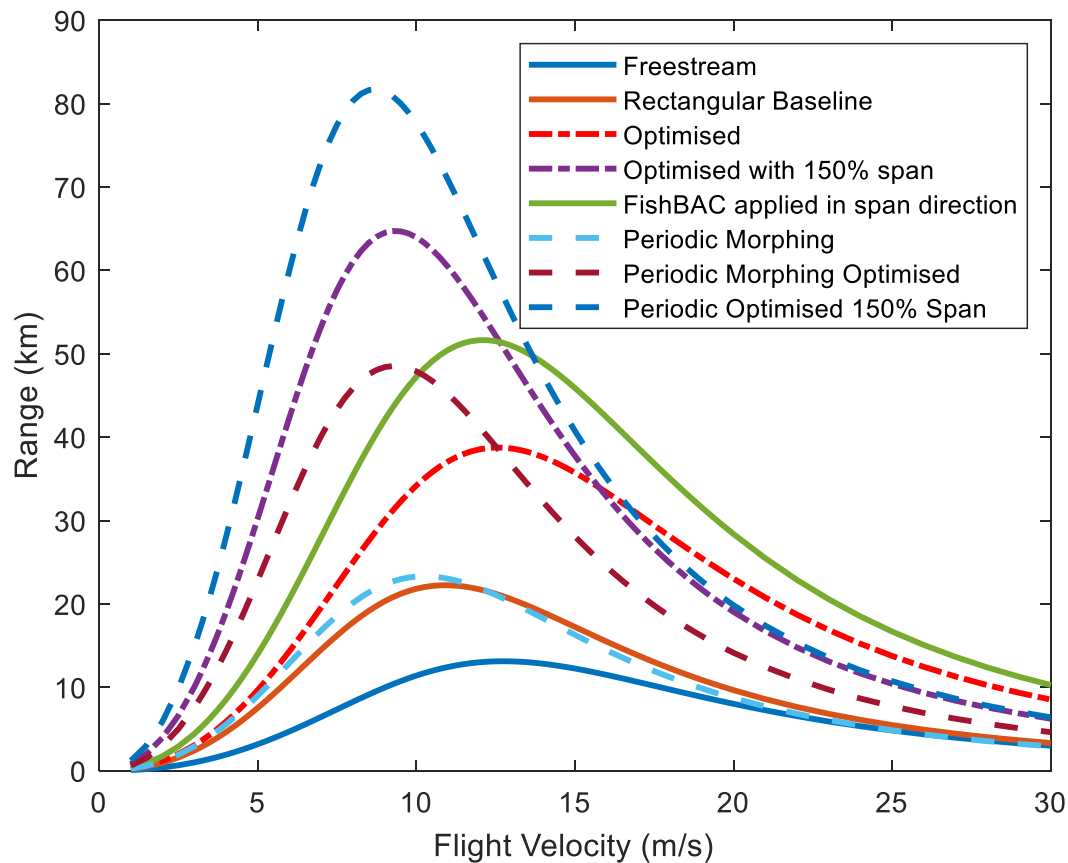 90
80
70
60
50
40
30
20
10
0
Range (km)
Freestream
Rectangular Baseline
Optimised
Optimised with 150% span
FishBAC applied in span direction
Periodic Morphing
Periodic Morphing Optimised
Periodic Optimised 150% Span
0 5 10 15 20 25 30
Flight Velocity (m/s)